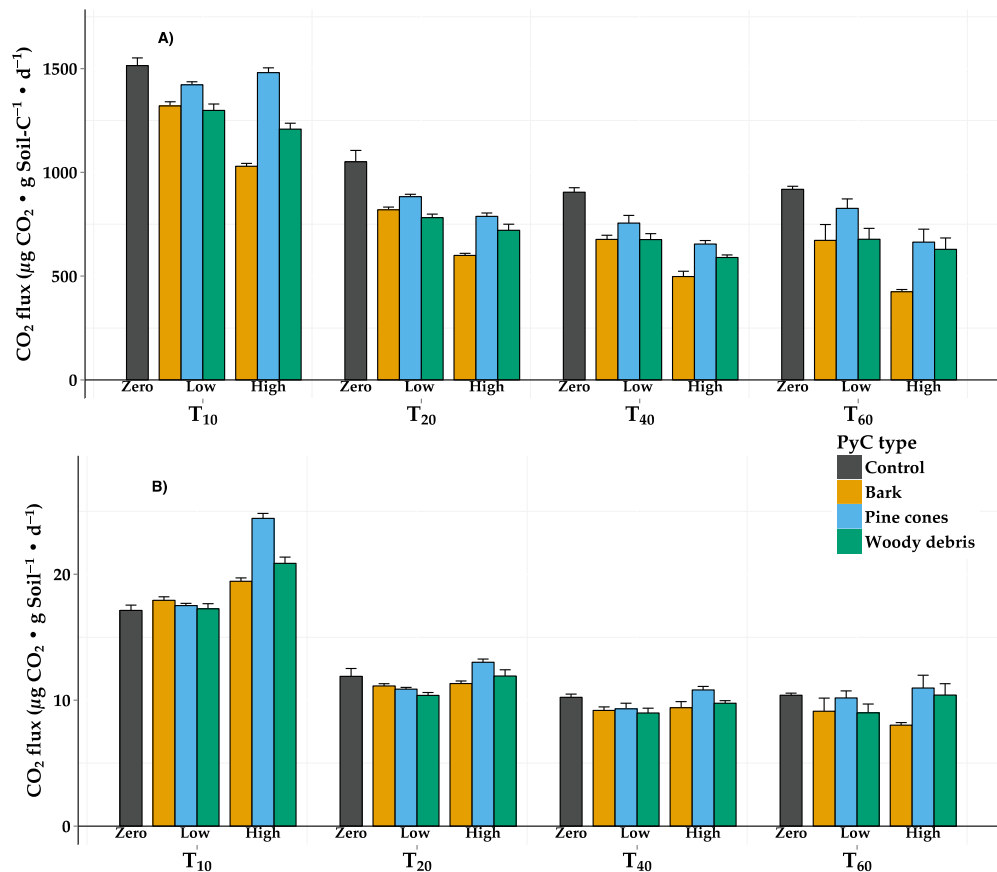 A)
CO₂ flux (µg CO₂ • g Soil-C⁻¹ • d⁻¹)
1500
1000
500
0
Zero Low High Zero Low High Zero Low High Zero Low High
T₁₀ T₂₀ T₄₀ T₆₀
PyC type
Control
Bark
Pine cones
Woody debris
B)
CO₂ flux (µg CO₂ • g Soil⁻¹ • d⁻¹)
20
10
0
Zero Low High Zero Low High Zero Low High Zero Low High
T₁₀ T₂₀ T₄₀ T₆₀